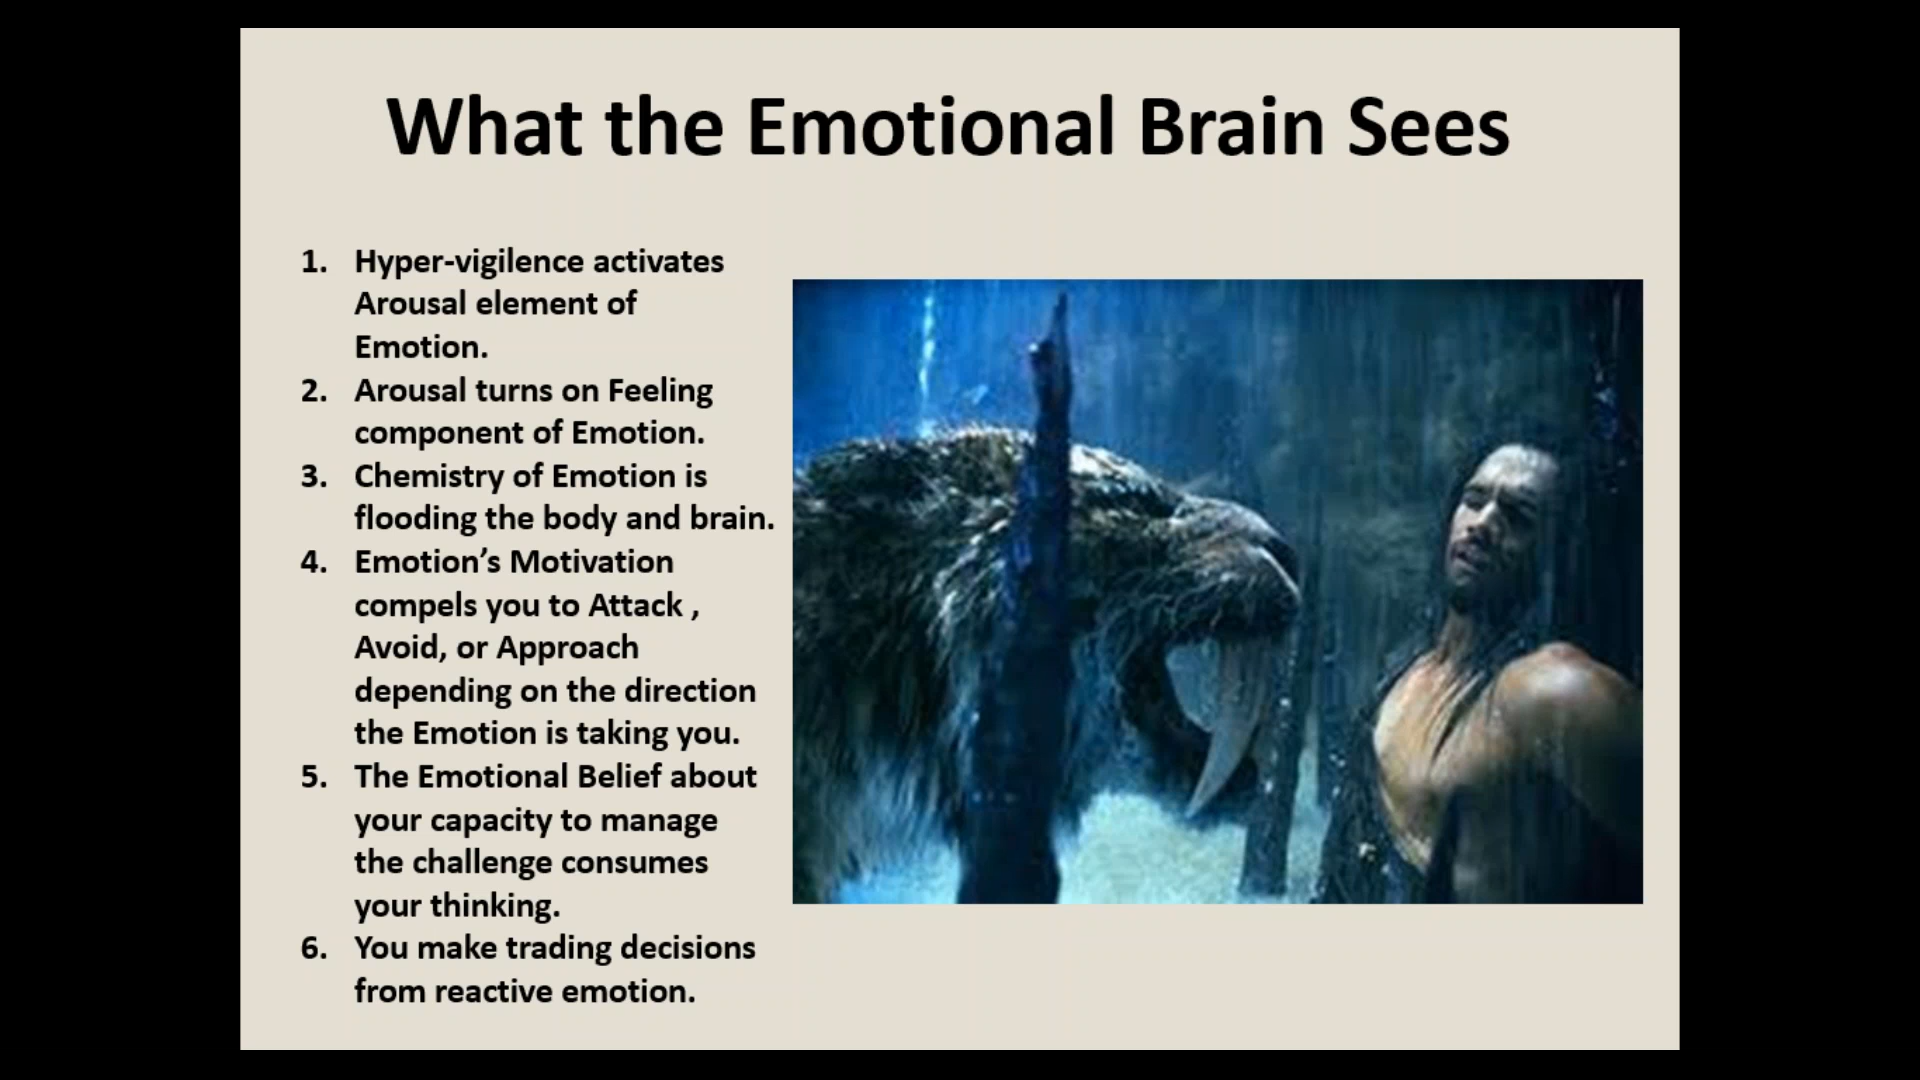 What the Emotional Brain Sees
1. Hyper-vigilence activates
Arousal element of
Emotion.
2. Arousal turns on Feeling
component of Emotion.
3. Chemistry of Emotion is
flooding the body and brain.
4. Emotion’s Motivation
compels you to Attack ,
Avoid, or Approach
depending on the direction
the Emotion is taking you.
5. The Emotional Belief about
your capacity to manage
the challenge consumes
your thinking.
6. You make trading decisions
from reactive emotion.